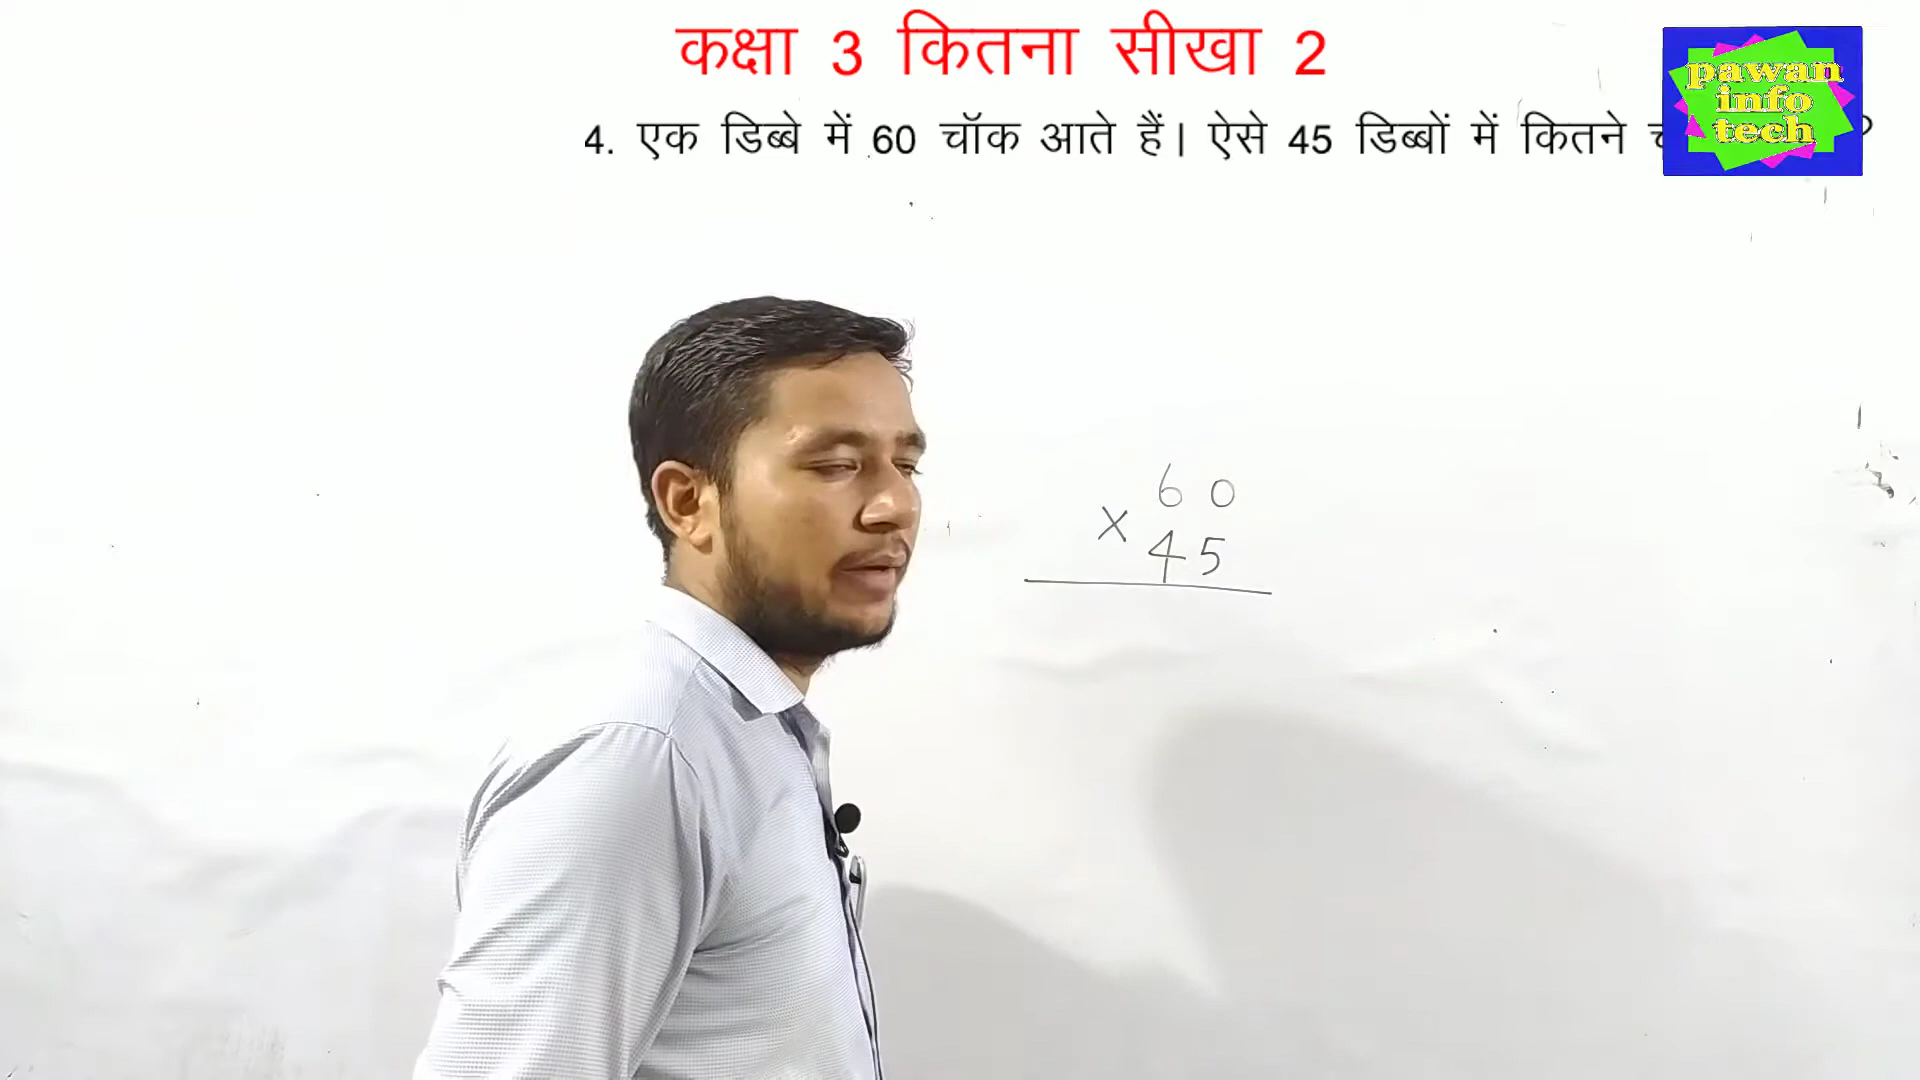 कक्षा 3 कितना सीखा 2
4. एक डिब्बे में 60 चॉक आते हैं। ऐसे 45 डिब्बों में कितने ?
pawan
info
tech
60
× 45